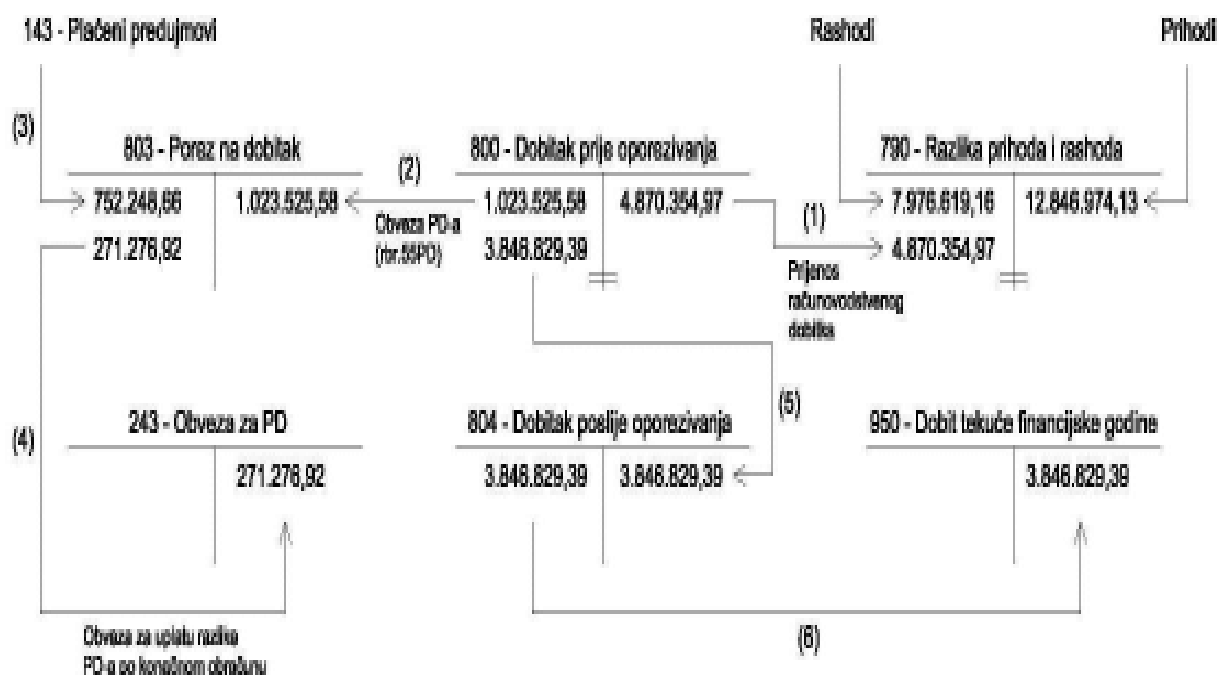 143 - Plaćeni predujmovi
Rashodi
Prihodi
(3)
803 - Porez na dobitak
800 - Dobitak prije oporezivanja
790 - Razlika prihoda i rashoda
(2)
752.248,66
1.023.525,58
1.023.525,58
4.870.354,97
(1)
7.976.619,16
12.846.974,13
271.276,92
Obveza PD-a
3.846.829,39
4.870.354,97
Prijenos
računovodstvenog
dobitka
(5)
243 - Obveza za PD
804 - Dobitak poslije oporezivanja
950 - Dobit tekuće financijske godine
(4)
271.276,92
3.846.829,39
3.846.829,39
3.846.829,39
(6)
Obveza za uplatu razlike
PD-a po konačnom obračunu